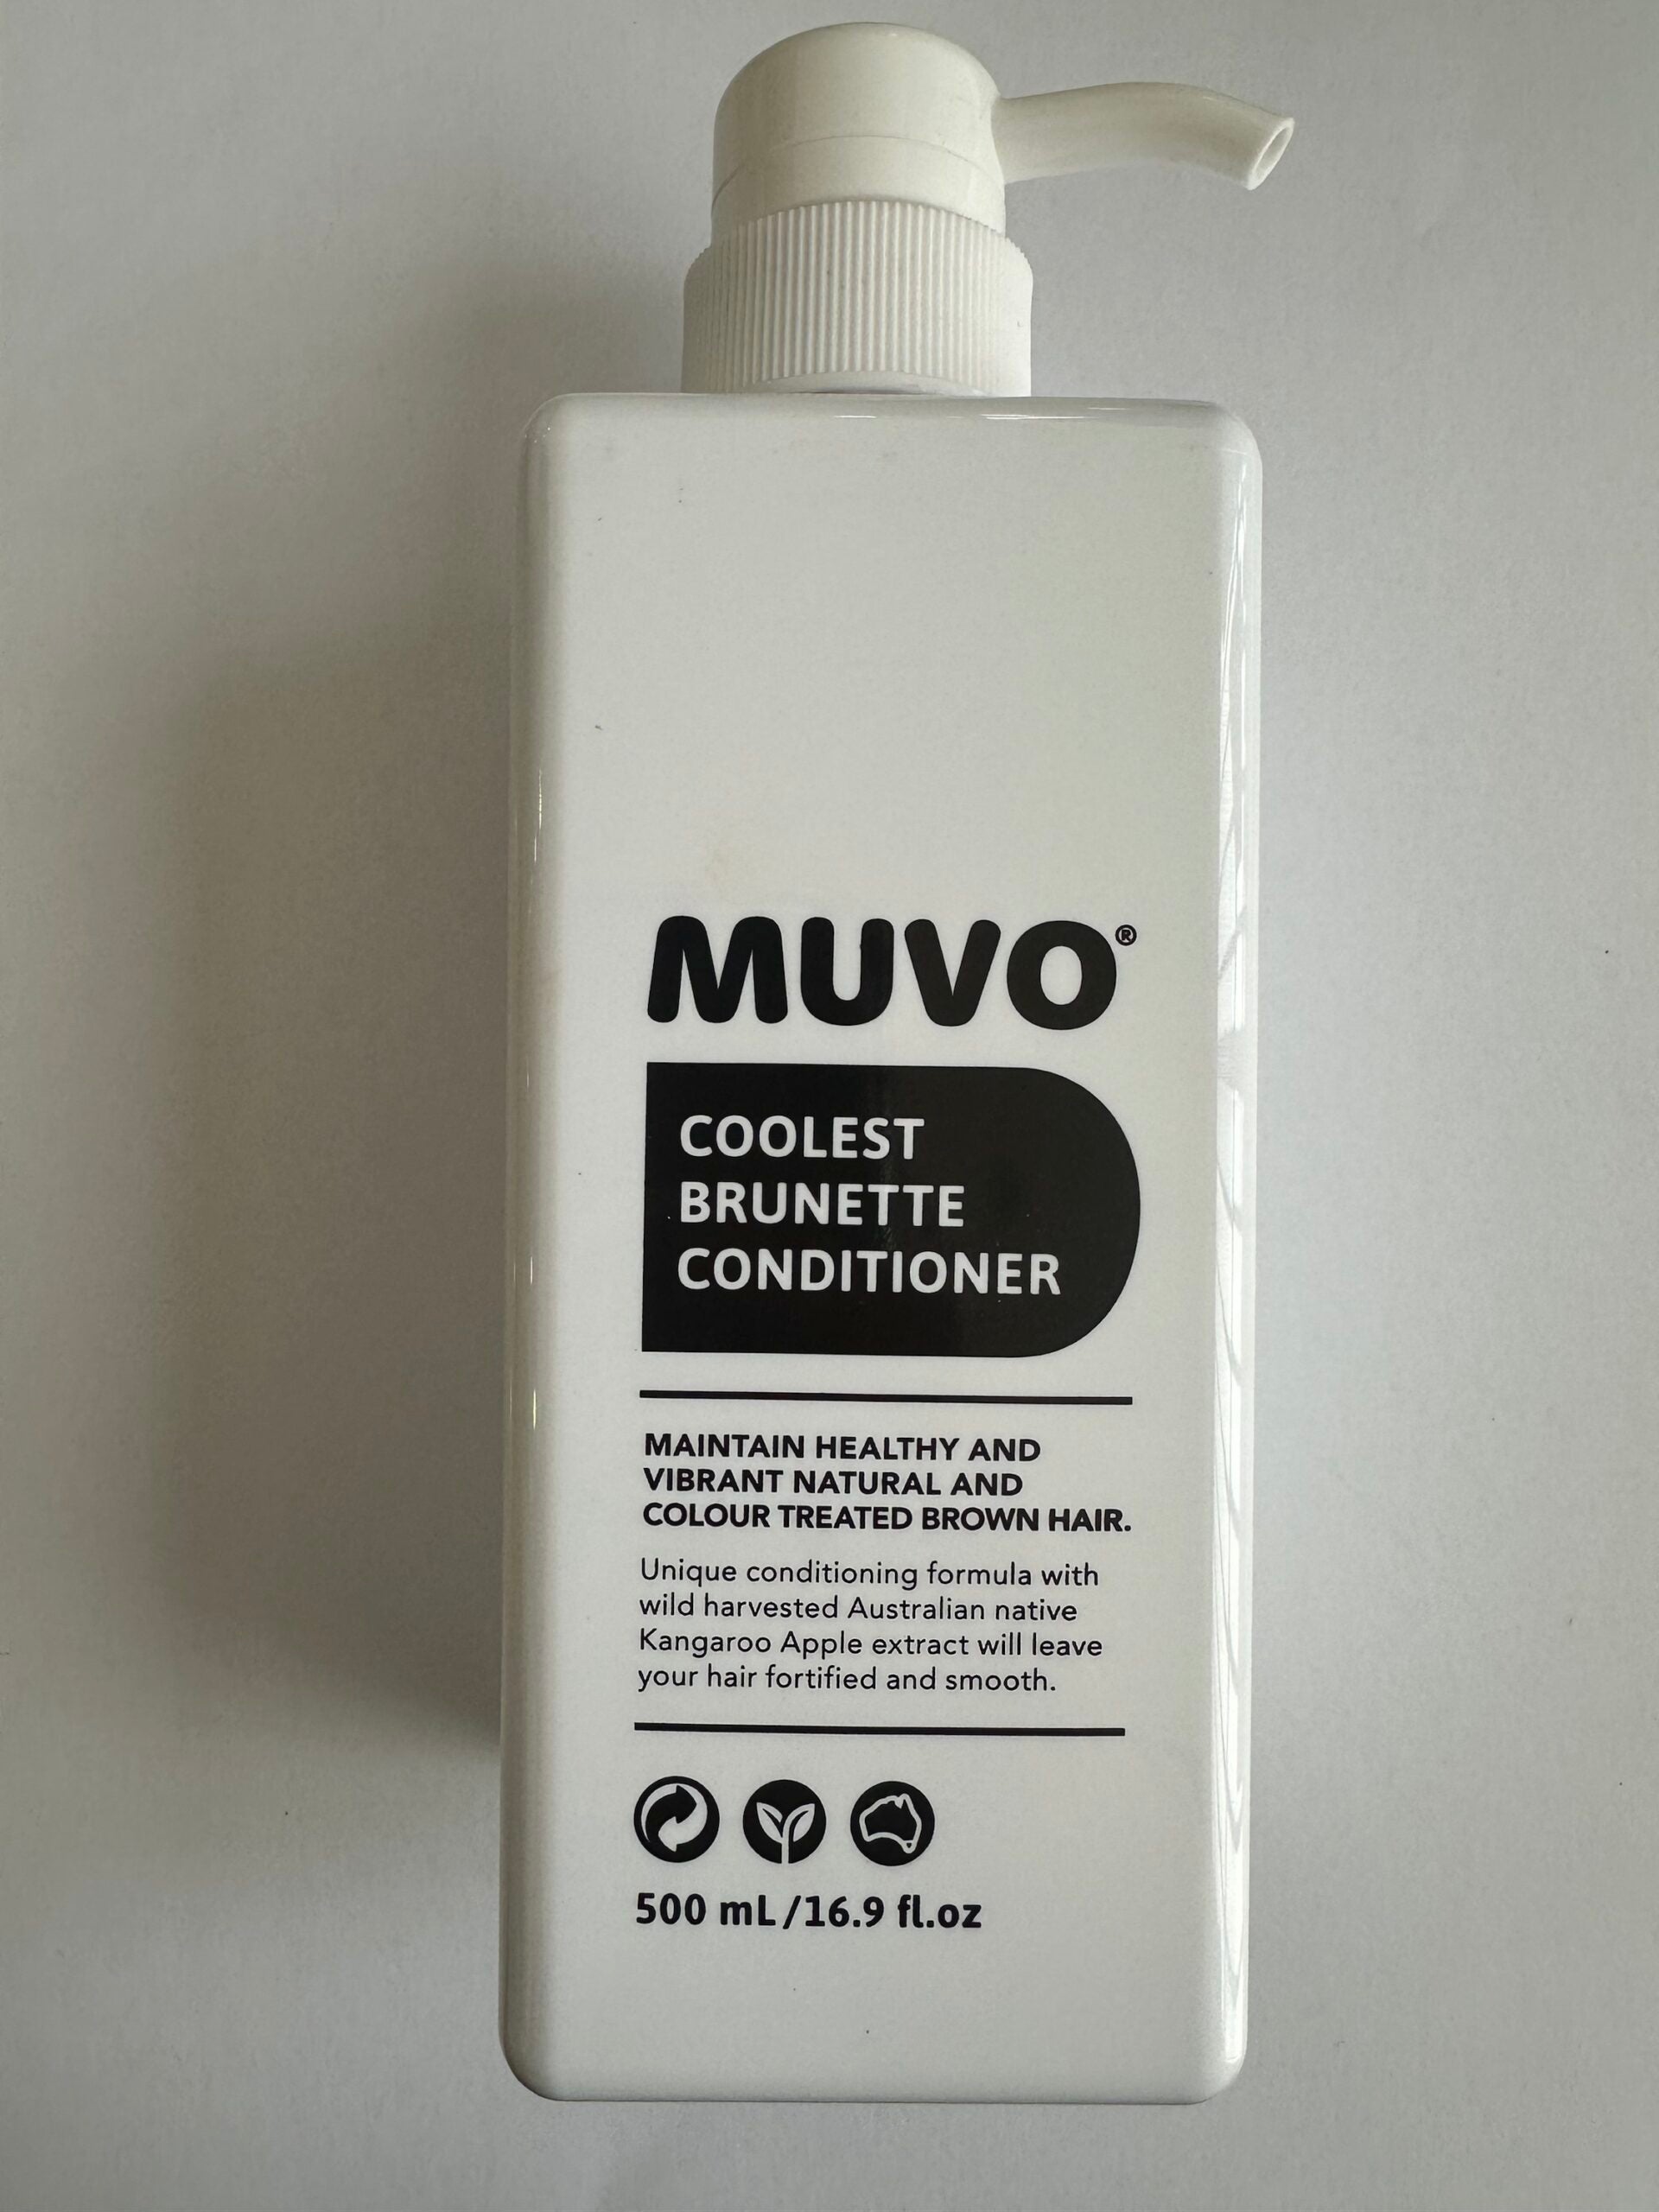 MUVO®
COOLEST
BRUNETTE
CONDITIONER
MAINTAIN HEALTHY AND
VIBRANT NATURAL AND
COLOUR TREATED BROWN HAIR.
Unique conditioning formula with
wild harvested Australian native
Kangaroo Apple extract will leave
your hair fortified and smooth.
500 mL/16.9 fl.oz